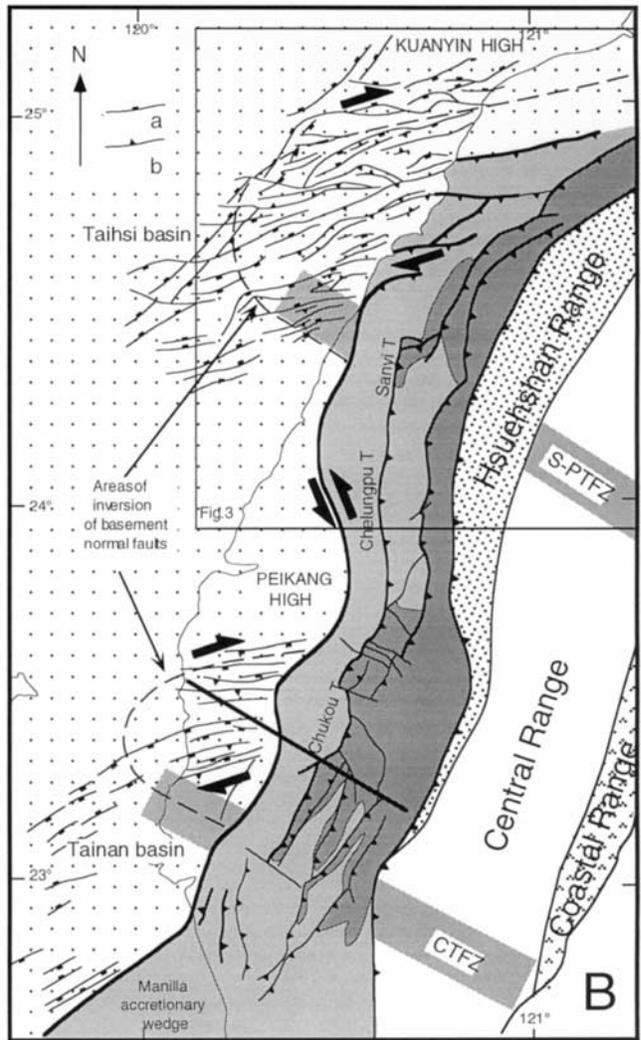 120°
121°
KUANYIN HIGH
N
25°
a
b
Taihsi basin
Sanyi T
Hsuehshan Range
S-PTFZ
Areas of
inversion
of basement
normal faults
24°
Fig.3
Chelungpu T
PEIKANG
HIGH
Chukou T
Central Range
Coastal Range
Tainan basin
23°
CTFZ
Manilla
accretionary
wedge
B
121°